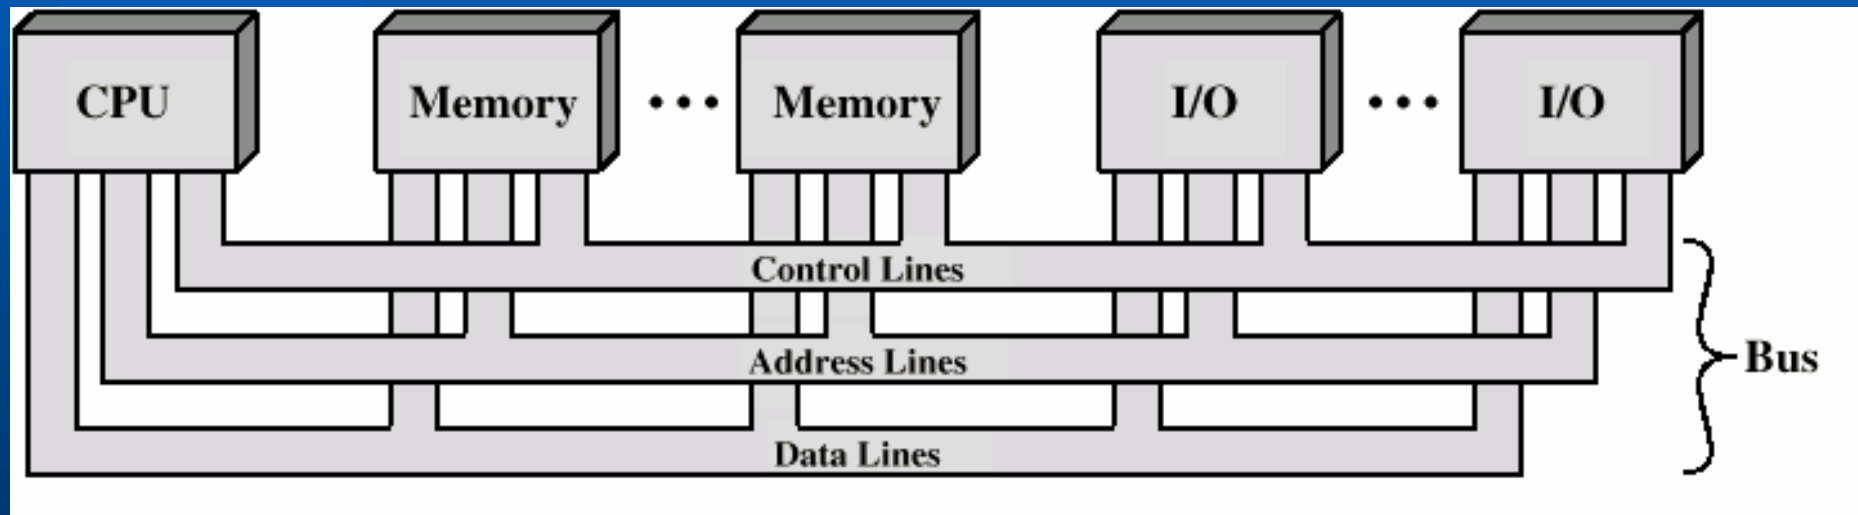 CPU
Memory
•••
Memory
I/O
•••
I/O
Control Lines
Address Lines
Bus
Data Lines